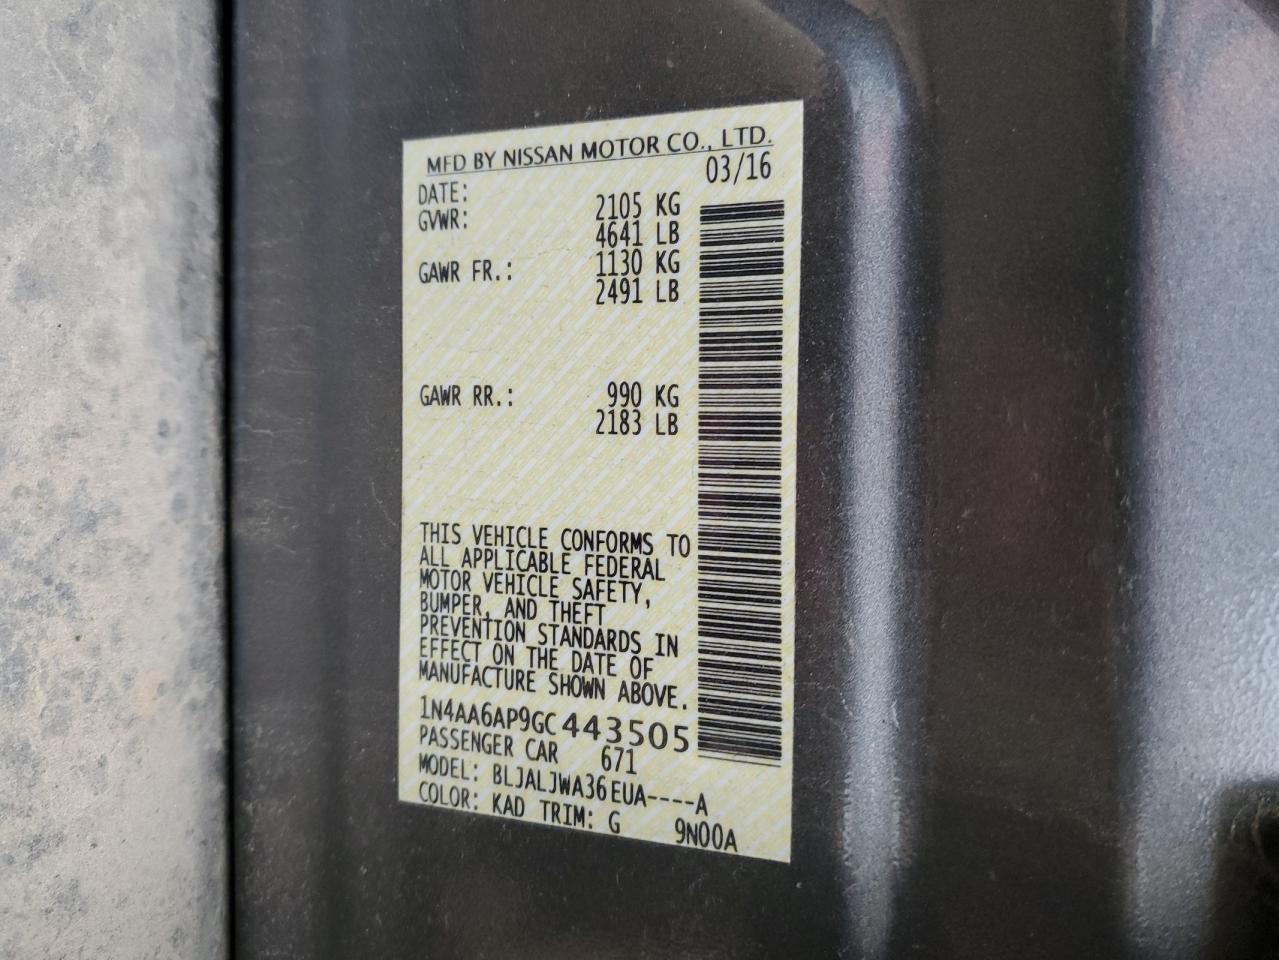 MFD BY NISSAN MOTOR CO., LTD.
DATE: 03/16
GVWR: 2105 KG
4641 LB
GAWR FR.: 1130 KG
2491 LB
GAWR RR.: 990 KG
2183 LB
THIS VEHICLE CONFORMS TO
ALL APPLICABLE FEDERAL
MOTOR VEHICLE SAFETY,
BUMPER, AND THEFT
PREVENTION STANDARDS IN
EFFECT ON THE DATE OF
MANUFACTURE SHOWN ABOVE.
1N4AA6AP9GC443505
PASSENGER CAR 671
MODEL: BLJALJWA36EUA----A
COLOR: KAD TRIM: G 9N00A